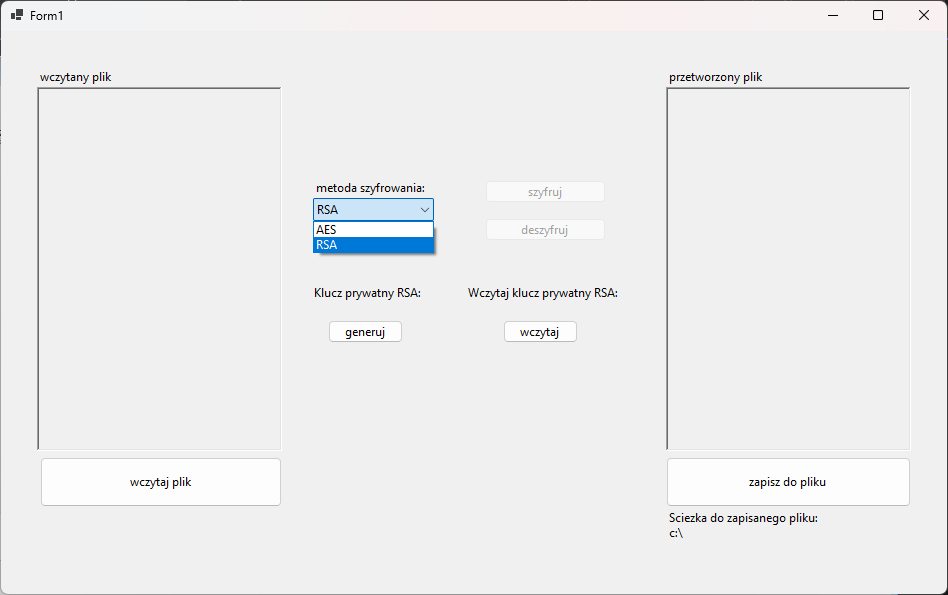 Form1
wczytany plik
przetworzony plik
metoda szyfrowania:
RSA
AES
RSA
szyfruj
deszyfruj
Klucz prywatny RSA:
Wczytaj klucz prywatny RSA:
generuj
wczytaj
wczytaj plik
zapisz do pliku
Sciezka do zapisanego pliku:
c:\